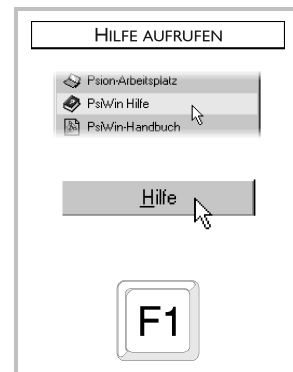 HILFE AUFRUFEN
Psion-Arbeitsplatz
PsiWin Hilfe
PsiWin-Handbuch
Hilfe
F1